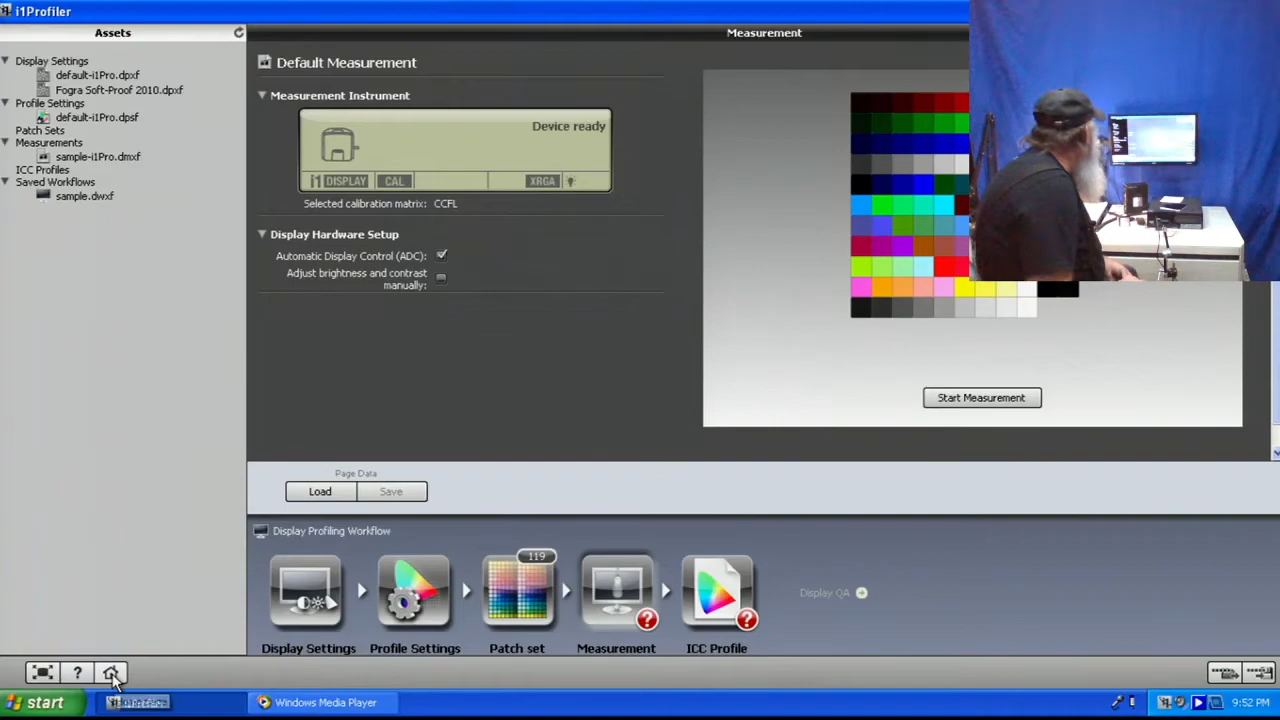 i1Profiler
Assets
Display Settings
default-i1Pro.dpxf
Fogra Soft-Proof 2010.dpxf
Profile Settings
default-i1Pro.dpsf
Patch Sets
Measurements
sample-i1Pro.dmxf
ICC Profiles
Saved Workflows
sample.dwxf
Measurement
Default Measurement
Measurement Instrument
Device ready
i1 DISPLAY CAL XRGA
Selected calibration matrix: CCFL
Display Hardware Setup
Automatic Display Control (ADC):
Adjust brightness and contrast
manually:
Start Measurement
Page Data
Load Save
Display Profiling Workflow
119
Display QA
Display Settings Profile Settings Patch set Measurement ICC Profile
?
start
Windows Media Player
9:52 PM